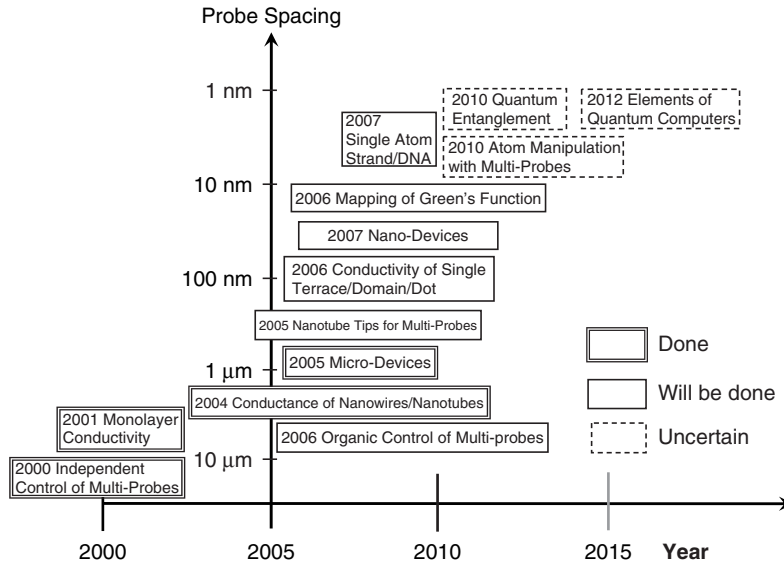 Probe Spacing
1 nm
2010 Quantum
Entanglement
2012 Elements of
Quantum Computers
2007
Single Atom
Strand/DNA
2010 Atom Manipulation
with Multi-Probes
10 nm
2006 Mapping of Green's Function
2007 Nano-Devices
100 nm
2006 Conductivity of Single
Terrace/Domain/Dot
2005 Nanotube Tips for Multi-Probes
1 μm
2005 Micro-Devices
2004 Conductance of Nanowires/Nanotubes
2001 Monolayer
Conductivity
2006 Organic Control of Multi-probes
10 μm
2000 Independent
Control of Multi-Probes
Done
Will be done
Uncertain
2000
2005
2010
2015
Year